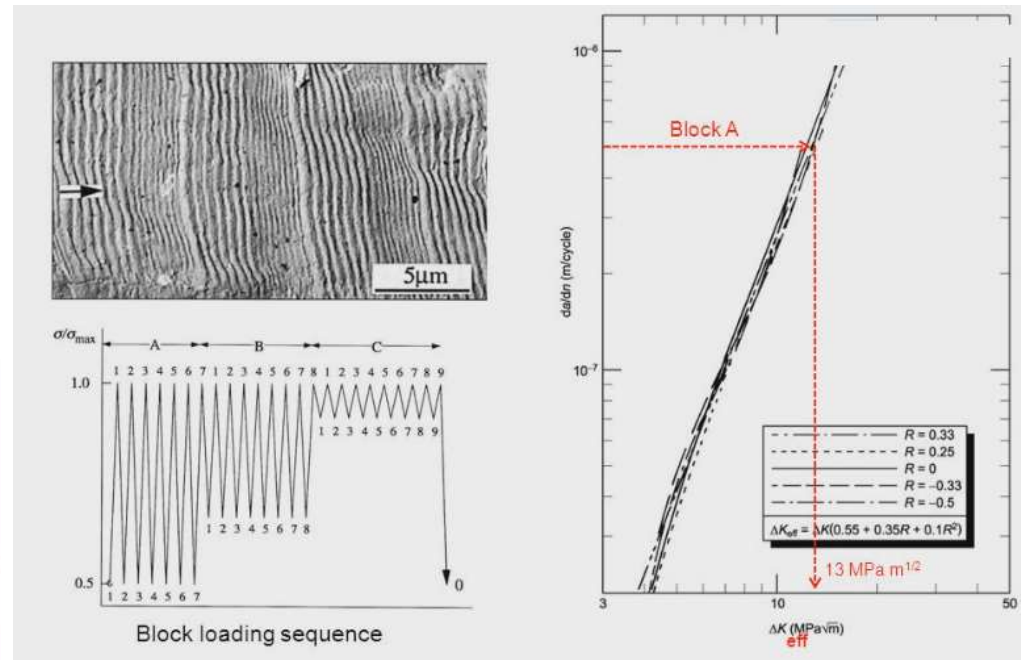 5μm
σ/σmax
A B C
1 2 3 4 5 6 7 1 2 3 4 5 6 7 8 1 2 3 4 5 6 7 8 9
1.0
1 2 3 4 5 6 7 8 9
1 2 3 4 5 6 7 8
0.5
0
1 2 3 4 5 6 7
Block loading sequence
10⁻⁶
Block A
da/dn (m/cycle)
10⁻⁷
R = 0.33
R = 0.25
R = 0
R = −0.33
R = −0.5
ΔKeff = ΔK(0.55 + 0.35R + 0.1R²)
13 MPa m1/2
3 10 50
ΔK (MPa√m)
eff